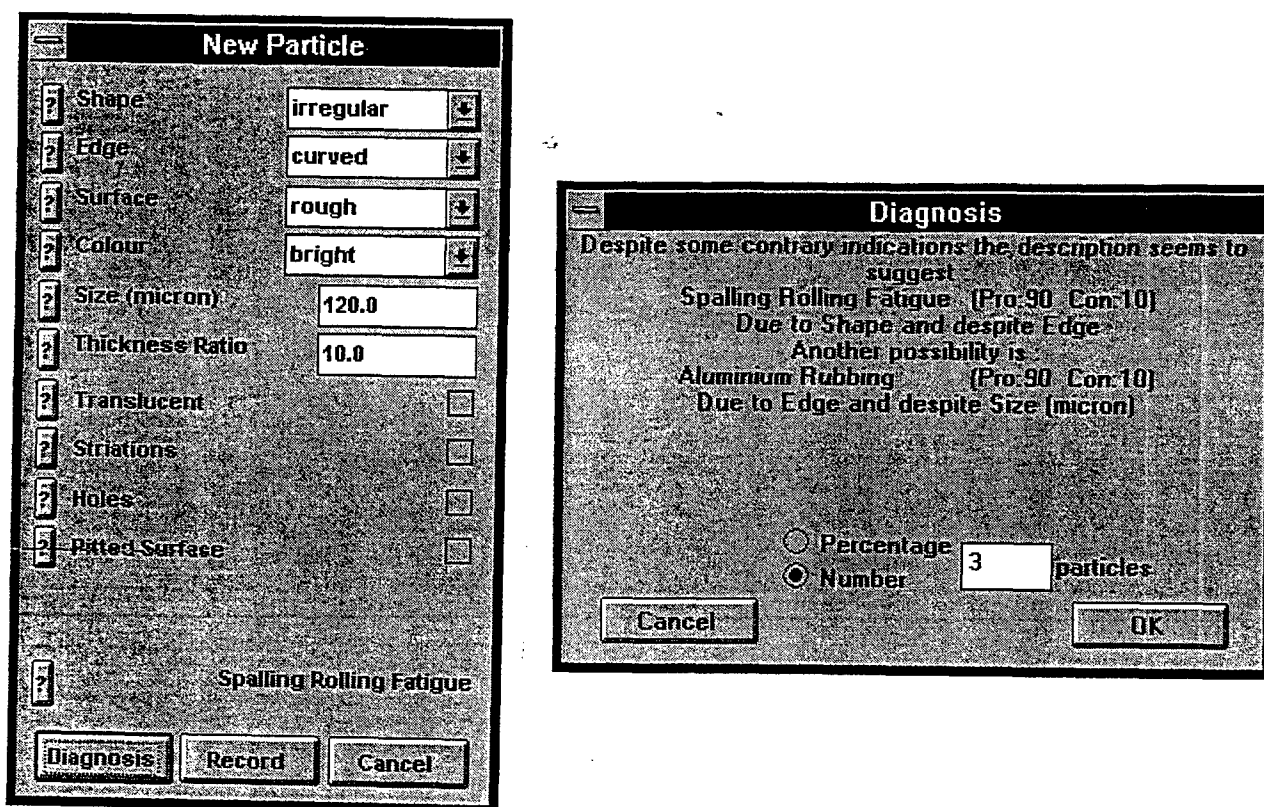 New Particle
? Shape irregular
? Edge curved
? Surface rough
? Colour bright
? Size (micron) 120.0
? Thickness Ratio 10.0
? Translucent
? Striations
? Holes
? Pitted Surface
? Spalling Rolling Fatigue
Diagnosis Record Cancel
Diagnosis
Despite some contrary indications the description seems to
suggest
Spalling Rolling Fatigue (Pro:90 Con:10)
Due to Shape and despite Edge
Another possibility is :
Aluminium Rubbing (Pro:90 Con:10)
Due to Edge and despite Size (micron)
Percentage
Number 3 particles
Cancel OK